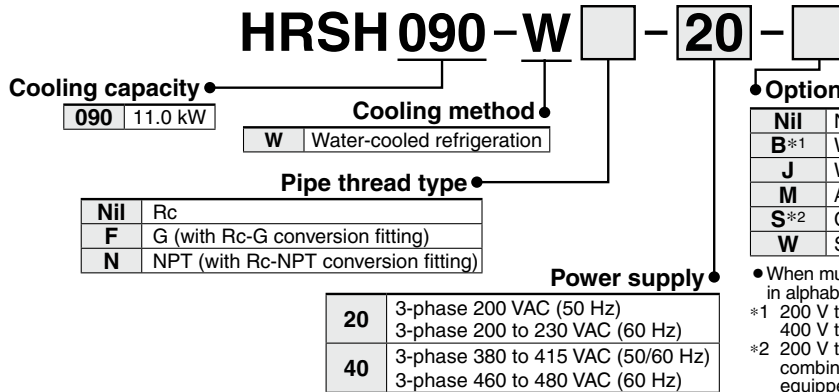 HRSH 090 - W - 20 -
Cooling capacity
090 11.0 kW
Cooling method
W Water-cooled refrigeration
Pipe thread type
Nil Rc
F G (with Rc-G conversion fitting)
N NPT (with Rc-NPT conversion fitting)
Power supply
20 3-phase 200 VAC (50 Hz)
3-phase 200 to 230 VAC (60 Hz)
40 3-phase 380 to 415 VAC (50/60 Hz)
3-phase 460 to 480 VAC (60 Hz)
Option
Nil
B*1
J
M
S*2
W
● When
in
*1 200 V
400 V
*2 200 V